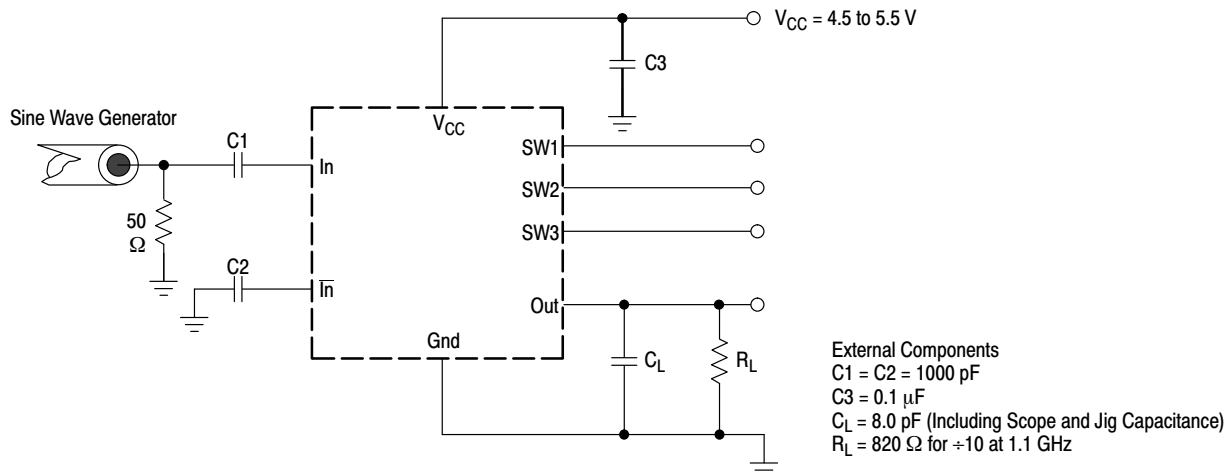 V_CC = 4.5 to 5.5 V
C3
Sine Wave Generator
V_CC
C1
SW1
In
SW2
50
Ω
SW3
C2
I̅n̅
Out
Gnd
C_L
R_L
External Components
C1 = C2 = 1000 pF
C3 = 0.1 μF
C_L = 8.0 pF (Including Scope and Jig Capacitance)
R_L = 820 Ω for ÷10 at 1.1 GHz